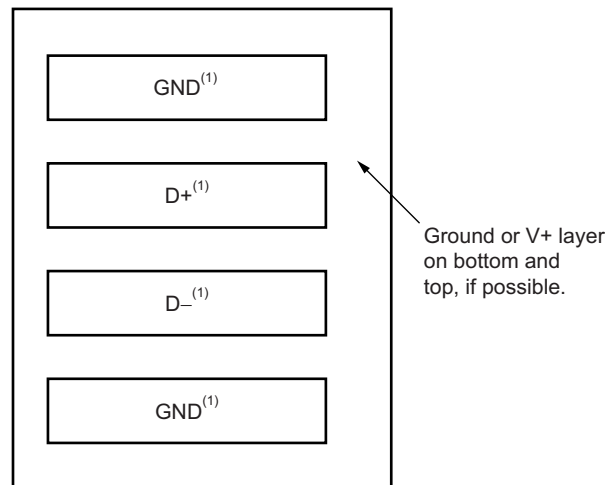 GND(1)
D+(1)
Ground or V+ layer
on bottom and
top, if possible.
D–(1)
GND(1)